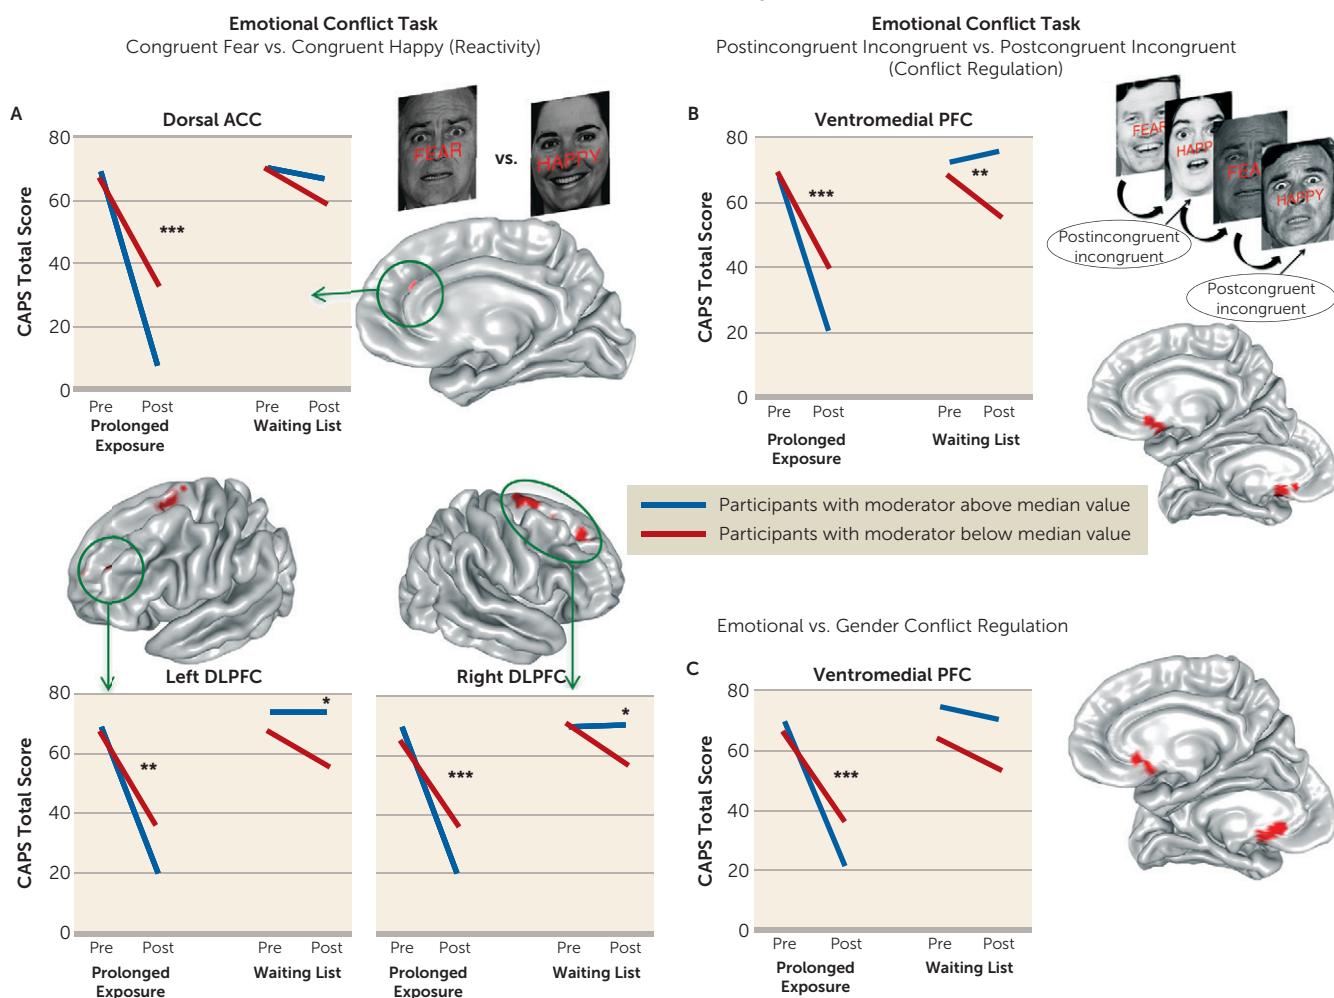 Emotional Conflict Task
Congruent Fear vs. Congruent Happy (Reactivity)
A
Dorsal ACC
CAPS Total Score
80
60
40
20
0
***
Pre
Post
Pre
Post
Prolonged
Exposure
Waiting List
FEAR
vs.
HAPPY
Left DLPFC
CAPS Total Score
80
60
40
20
0
**
*
Pre
Post
Pre
Post
Prolonged
Exposure
Waiting List
Right DLPFC
***
*
Pre
Post
Pre
Post
Prolonged
Exposure
Waiting List
Emotional Conflict Task
Postincongruent Incongruent vs. Postcongruent Incongruent
(Conflict Regulation)
B
Ventromedial PFC
CAPS Total Score
80
60
40
20
0
***
**
Pre
Post
Pre
Post
Prolonged
Exposure
Waiting List
FEAR
HAPP
FEA
HAPPY
Postincongruent
incongruent
Postcongruent
incongruent
Participants with moderator above median value
Participants with moderator below median value
Emotional vs. Gender Conflict Regulation
C
Ventromedial PFC
CAPS Total Score
80
60
40
20
0
***
Pre
Post
Pre
Post
Prolonged
Exposure
Waiting List